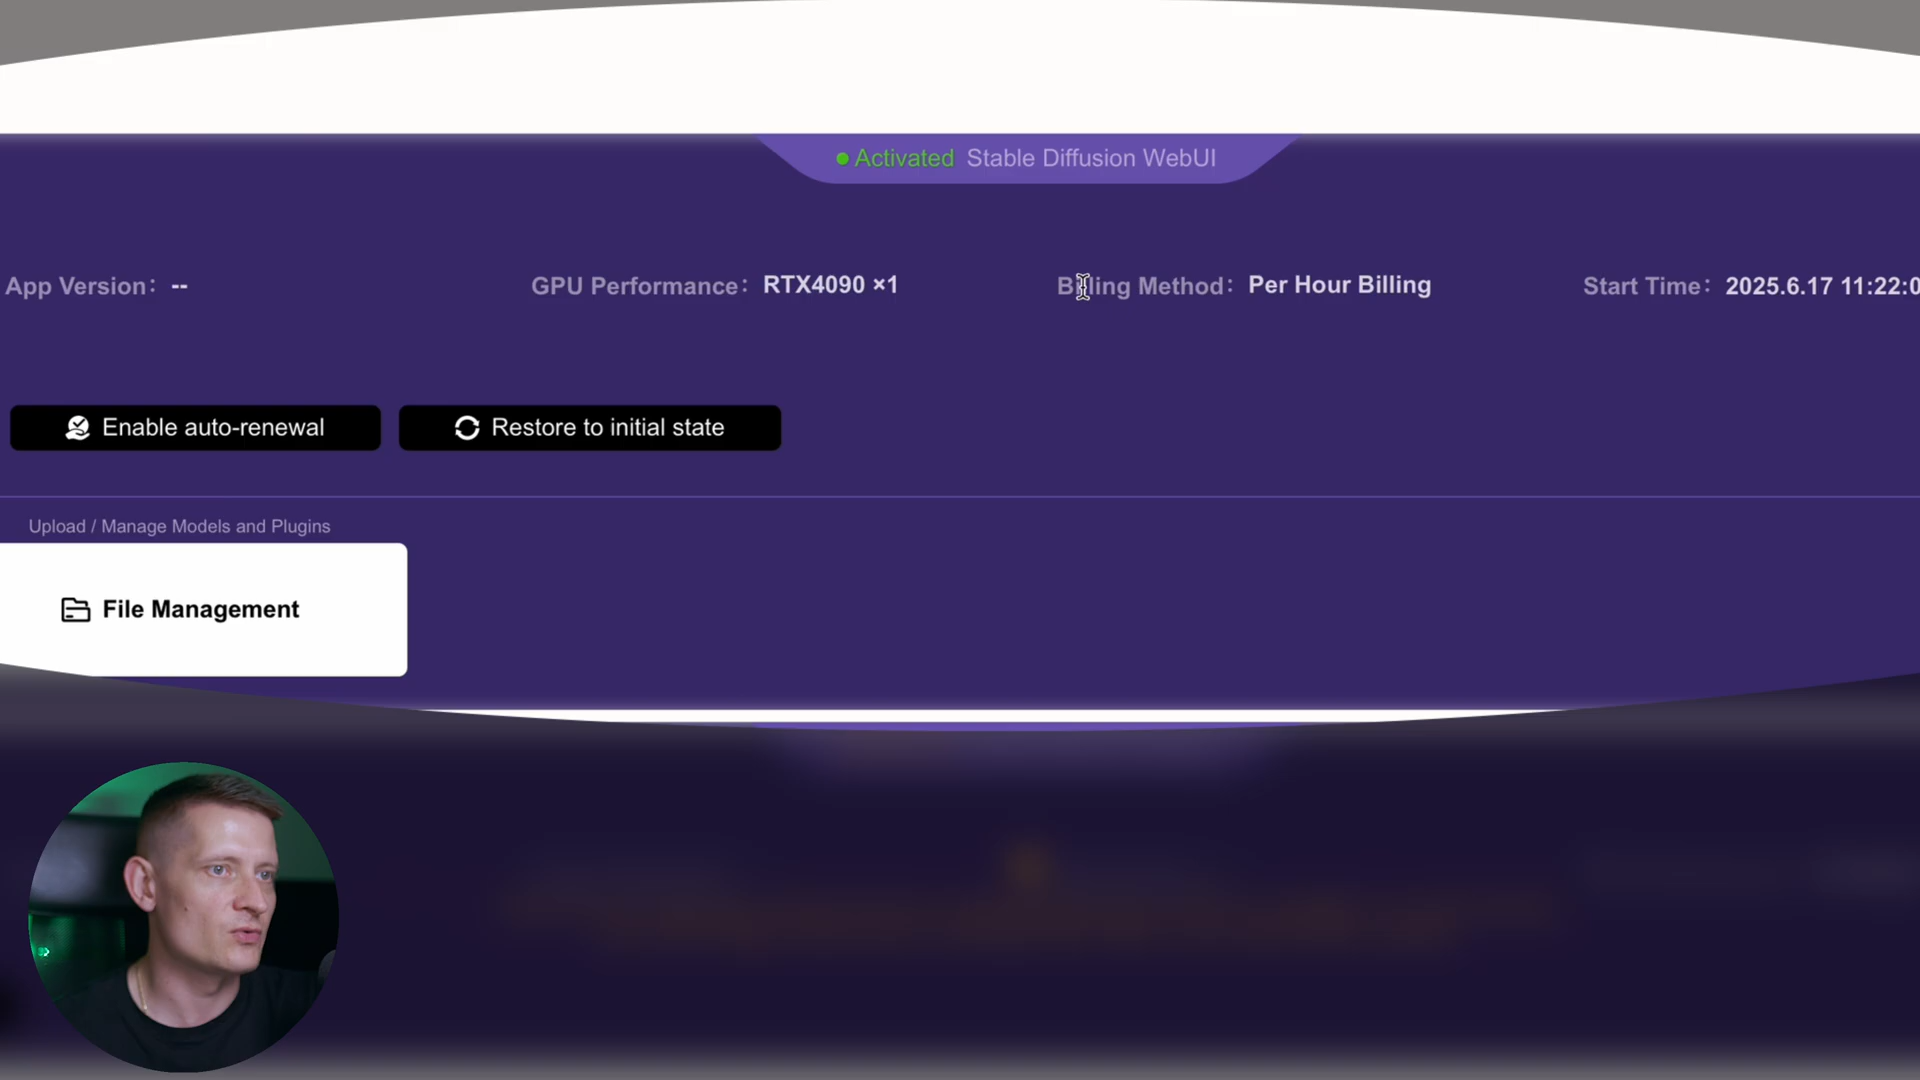 Activated Stable Diffusion WebUI
App Version: --
GPU Performance: RTX4090 ×1
Billing Method: Per Hour Billing
Start Time: 2025.6.17 11:22:0
Enable auto-renewal
Restore to initial state
Upload / Manage Models and Plugins
File Management